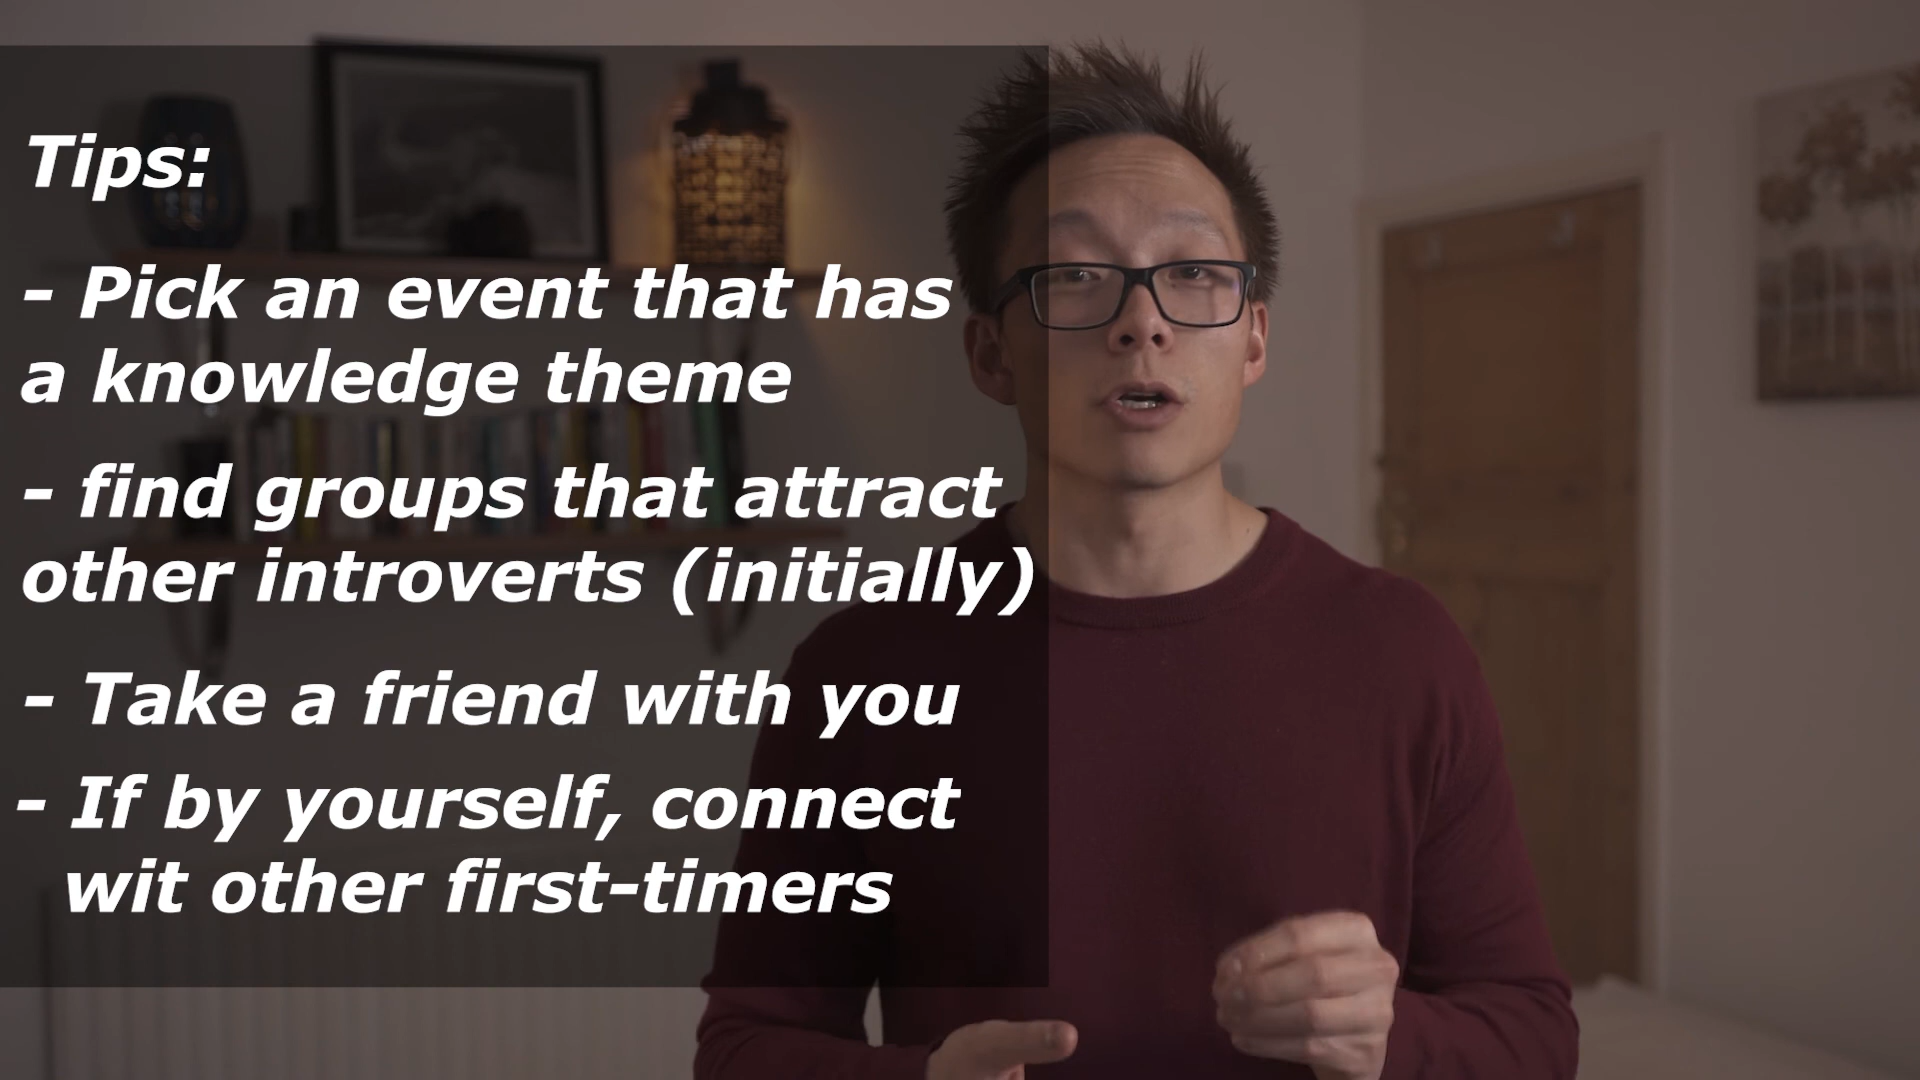 Tips:
- Pick an event that has
a knowledge theme
- find groups that attract
other introverts (initially)
- Take a friend with you
- If by yourself, connect
wit other first-timers